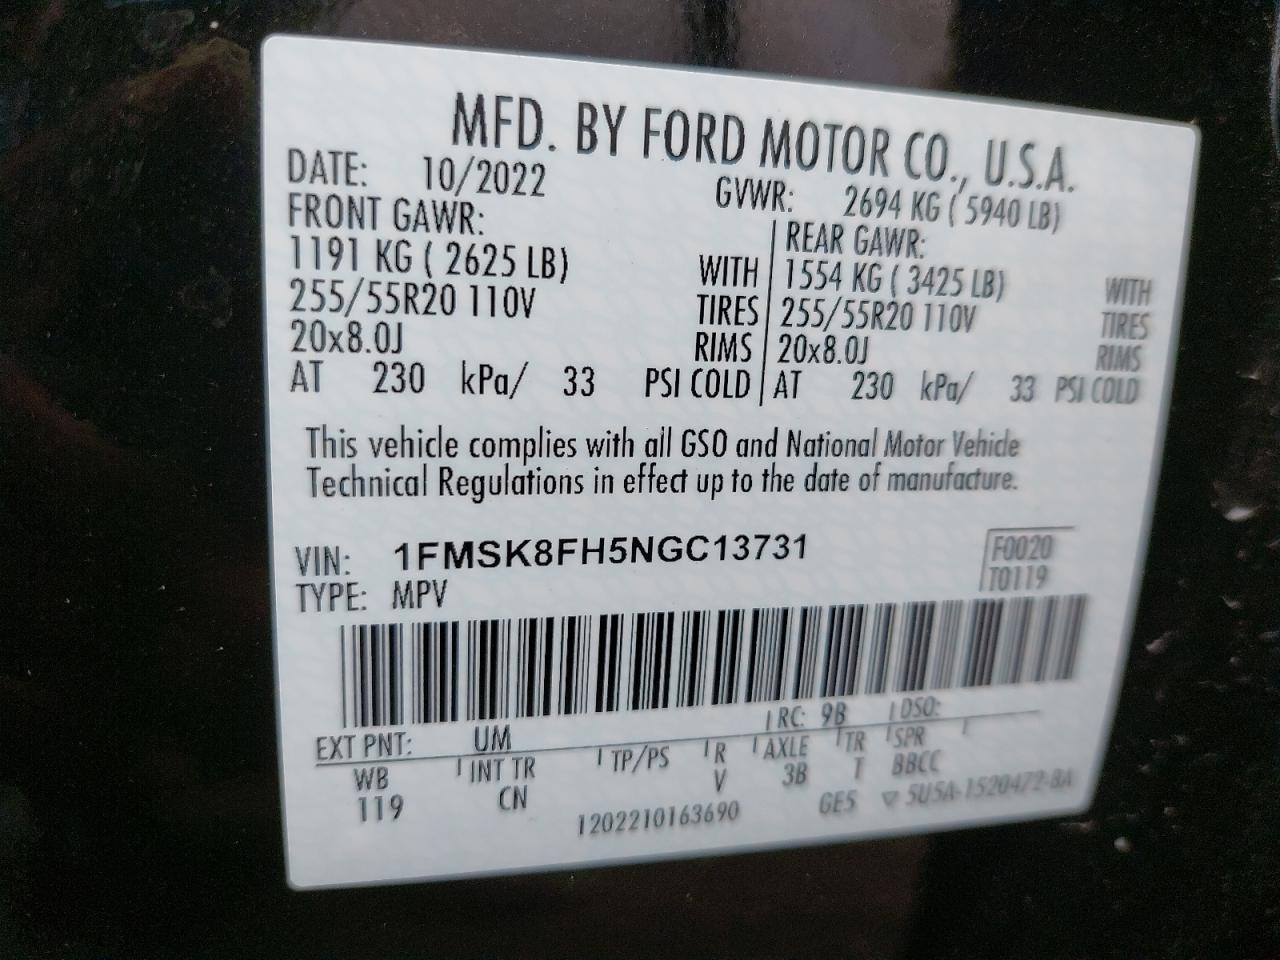 MFD. BY FORD MOTOR CO., U.S.A.
DATE: 10/2022 GVWR: 2694 KG ( 5940 LB)
FRONT GAWR: REAR GAWR:
1191 KG ( 2625 LB) WITH 1554 KG ( 3425 LB) WITH
255/55R20 110V TIRES 255/55R20 110V TIRES
20x8.0J RIMS 20x8.0J RIMS
AT 230 kPa/ 33 PSI COLD AT 230 kPa/ 33 PSI COLD
This vehicle complies with all GSO and National Motor Vehicle
Technical Regulations in effect up to the date of manufacture.
VIN: 1FMSK8FH5NGC13731 F0020
TYPE: MPV T0119
EXT PNT: UM RC: 9B DSO:
WB INT TR TP/PS R AXLE TR SPR
119 CN V 3B T BBCC
1202210163690 GE5 ▽ 5U5A-1520472-BA